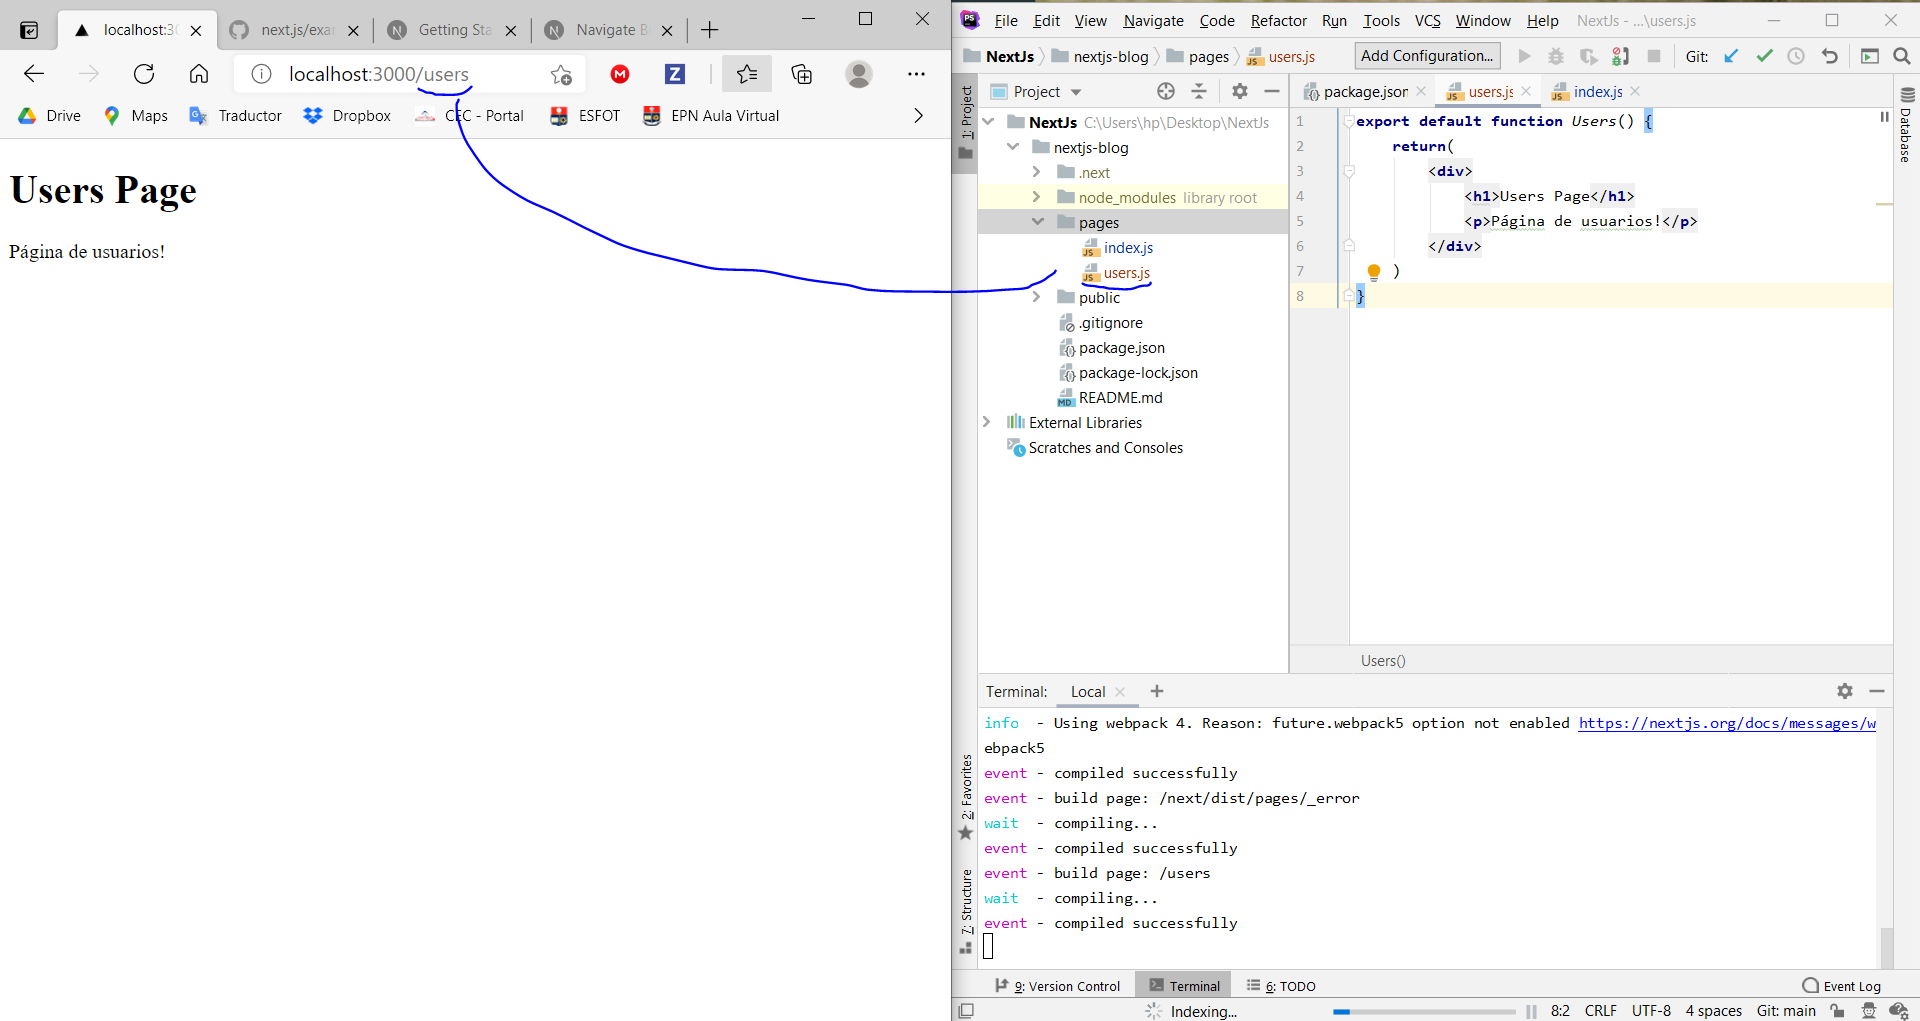 localhost:30
next.js/exar
Getting Sta
Navigate B
localhost:3000/users
Drive
Maps
Traductor
Dropbox
CEC - Portal
ESFOT
EPN Aula Virtual
Users Page
Página de usuarios!
File Edit View Navigate Code Refactor Run Tools VCS Window Help NextJs - ...\users.js
NextJs nextjs-blog pages users.js Add Configuration... Git:
1: Project
Project
NextJs C:\Users\hp\Desktop\NextJs
nextjs-blog
.next
node_modules library root
pages
index.js
users.js
public
.gitignore
package.json
package-lock.json
README.md
External Libraries
Scratches and Consoles
package.json users.js index.js
1 export default function Users() {
2 return(
3 <div>
4 <h1>Users Page</h1>
5 <p>Página de usuarios!</p>
6 </div>
7 )
8 }
Users()
Database
Terminal: Local
info - Using webpack 4. Reason: future.webpack5 option not enabled https://nextjs.org/docs/messages/w
ebpack5
event - compiled successfully
event - build page: /next/dist/pages/_error
wait - compiling...
event - compiled successfully
event - build page: /users
wait - compiling...
event - compiled successfully
2: Favorites
7: Structure
9: Version Control Terminal 6: TODO Event Log
Indexing... 8:2 CRLF UTF-8 4 spaces Git: main